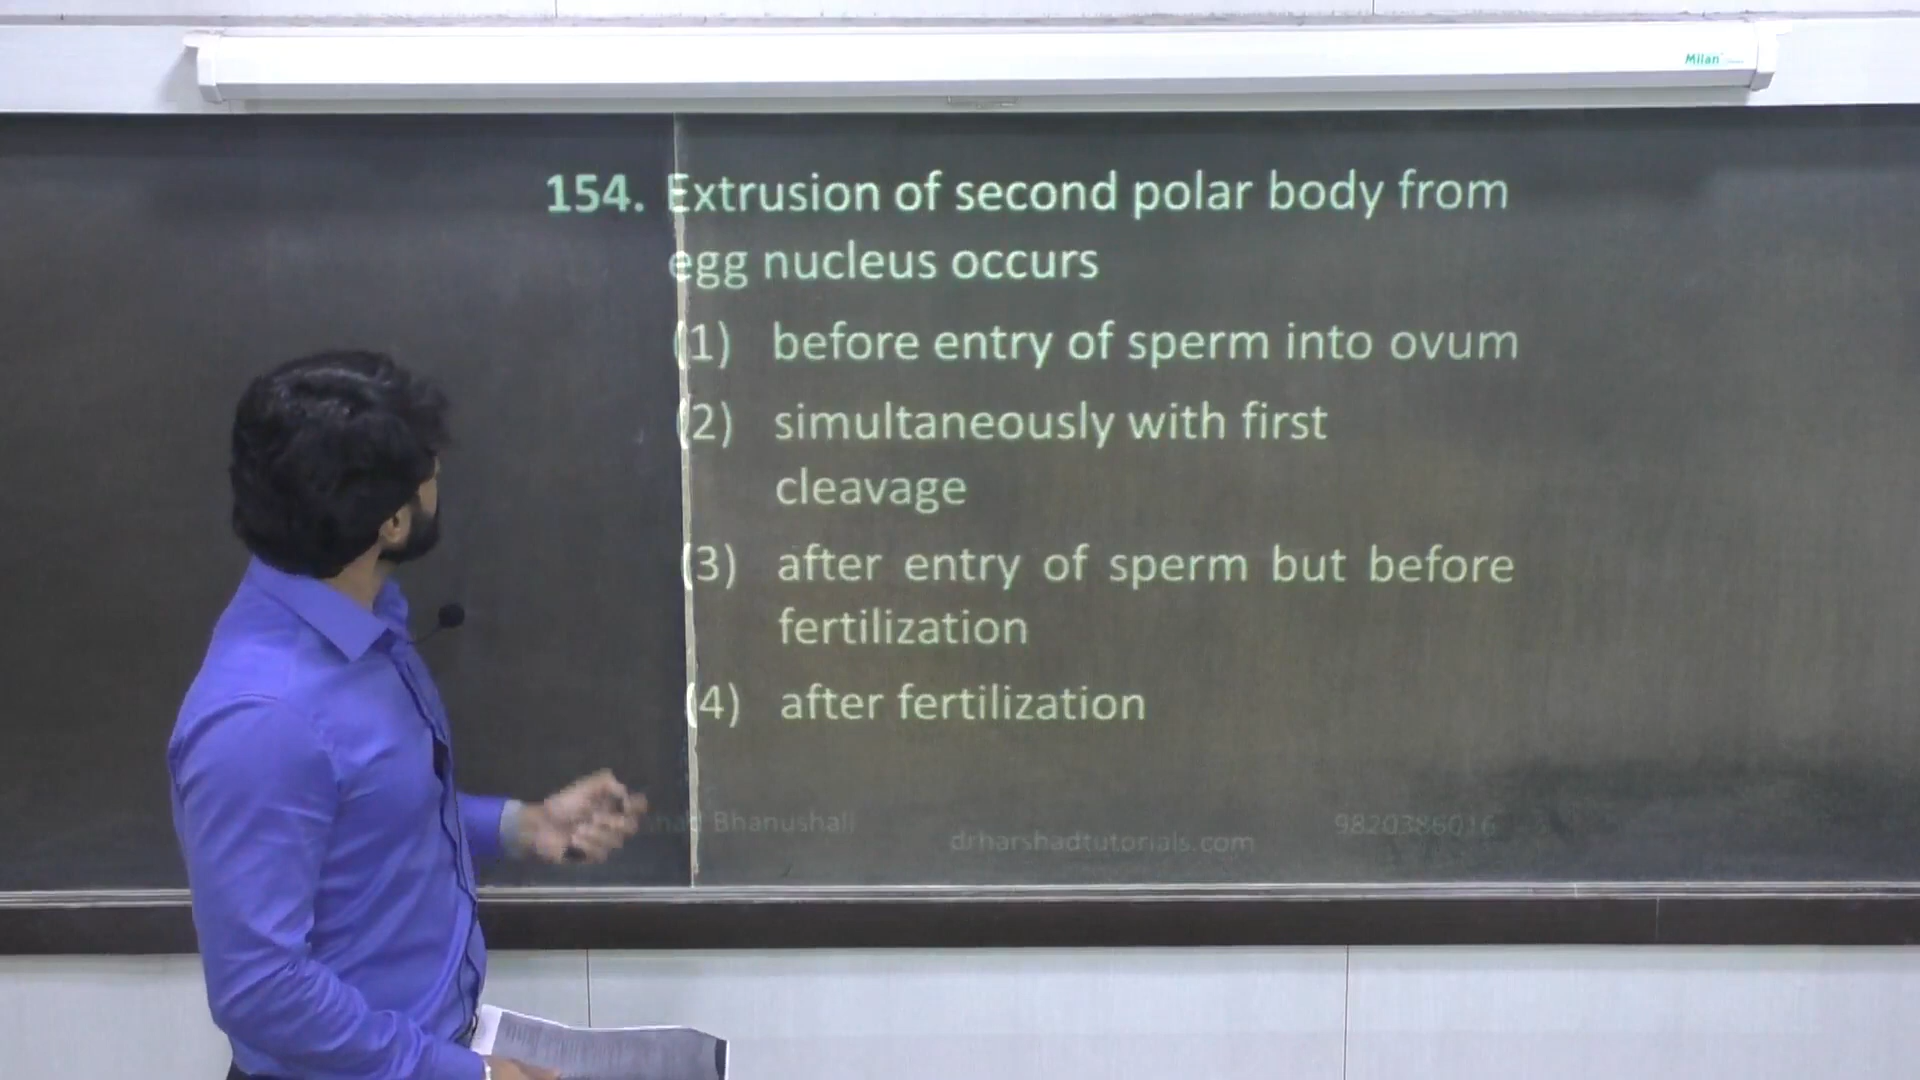 Milan
154. Extrusion of second polar body from
egg nucleus occurs
(1) before entry of sperm into ovum
(2) simultaneously with first
cleavage
(3) after entry of sperm but before
fertilization
(4) after fertilization
Bhanushali
drharshadtutorials.com
9820386016